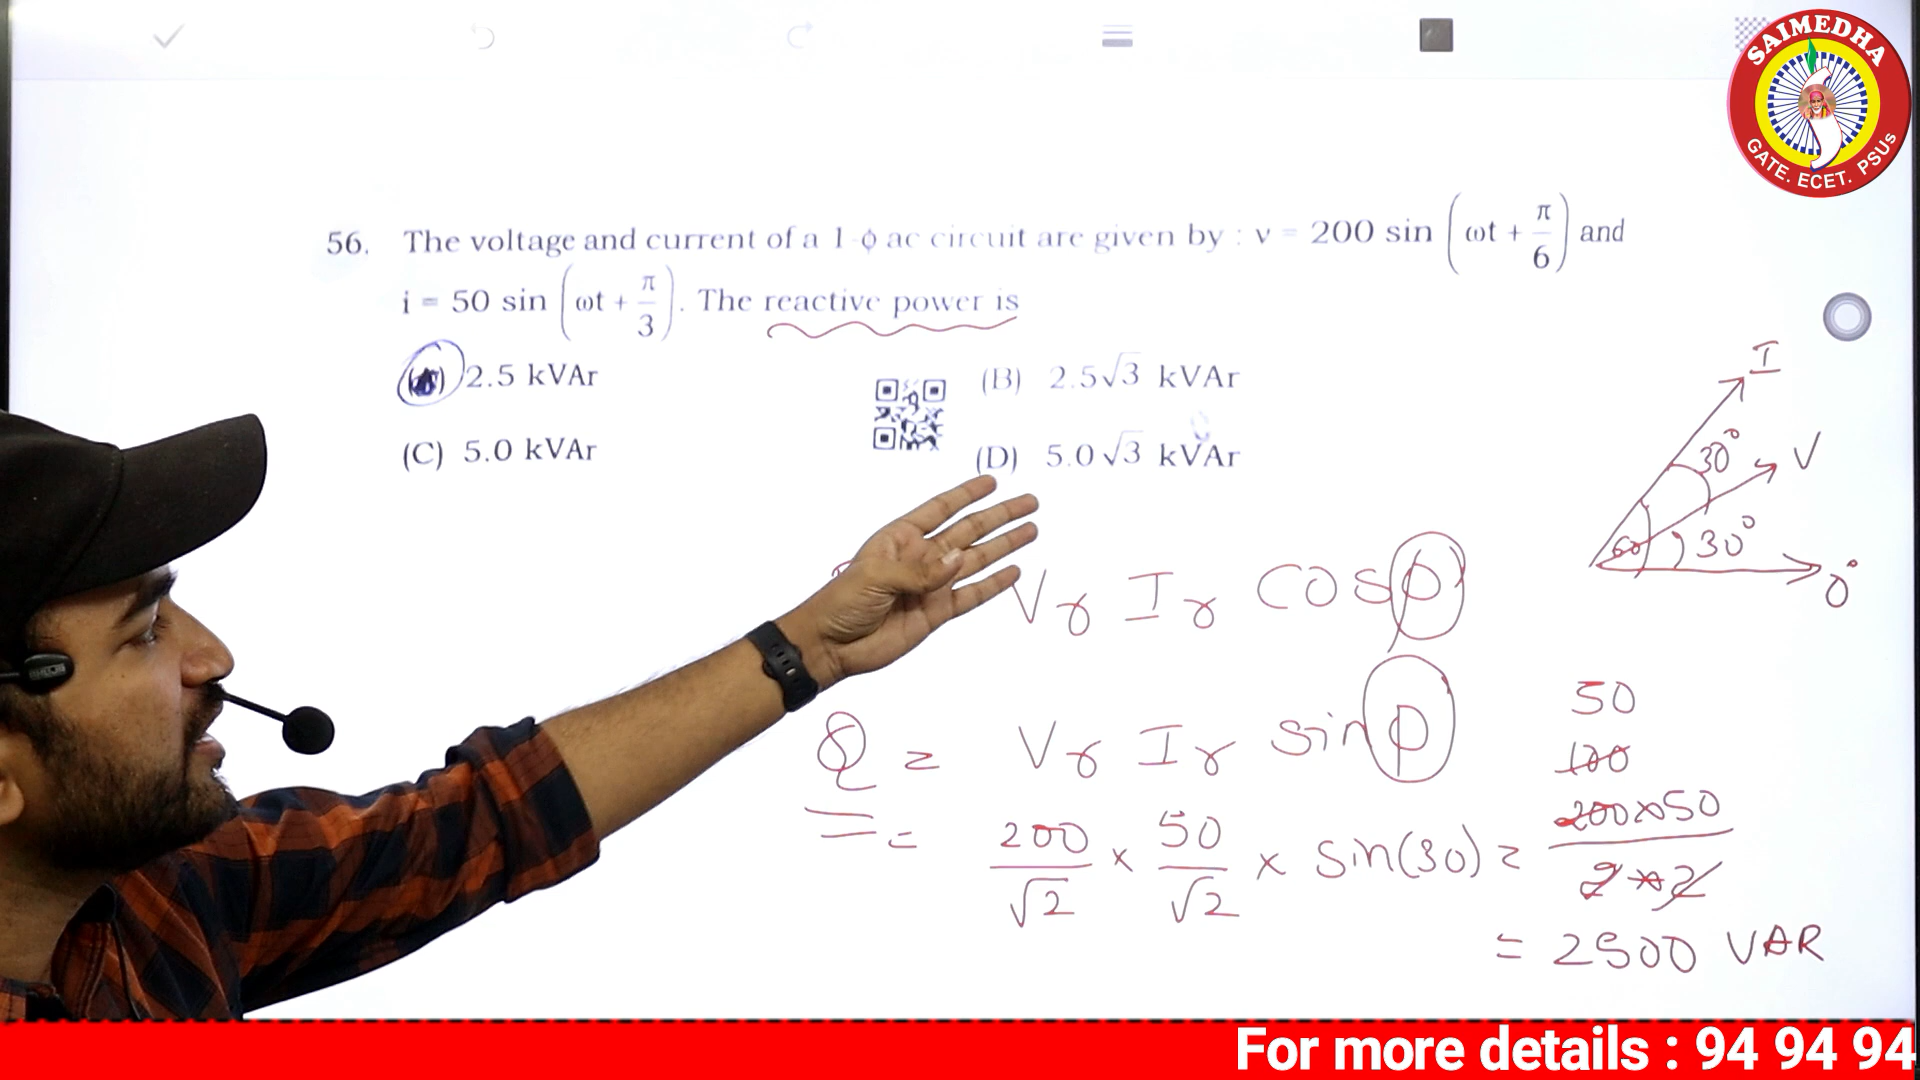 SAIMEDHA
GATE. ECET. PSUs
56. The voltage and current of a 1-ϕ ac circuit are given by : v = 200 sin (ωt + π/6) and
i = 50 sin (ωt + π/3). The reactive power is
2.5 kVAr
(B) 2.5√3 kVAr
(C) 5.0 kVAr
(D) 5.0√3 kVAr
I
30°
V
60
30°
0°
Vr Ir cosϕ
Q = Vr Ir sinϕ
= 200/√2 × 50/√2 × sin(30) = 200×50/2×2
100
50
= 2500 VAR
For more details : 94 94 94